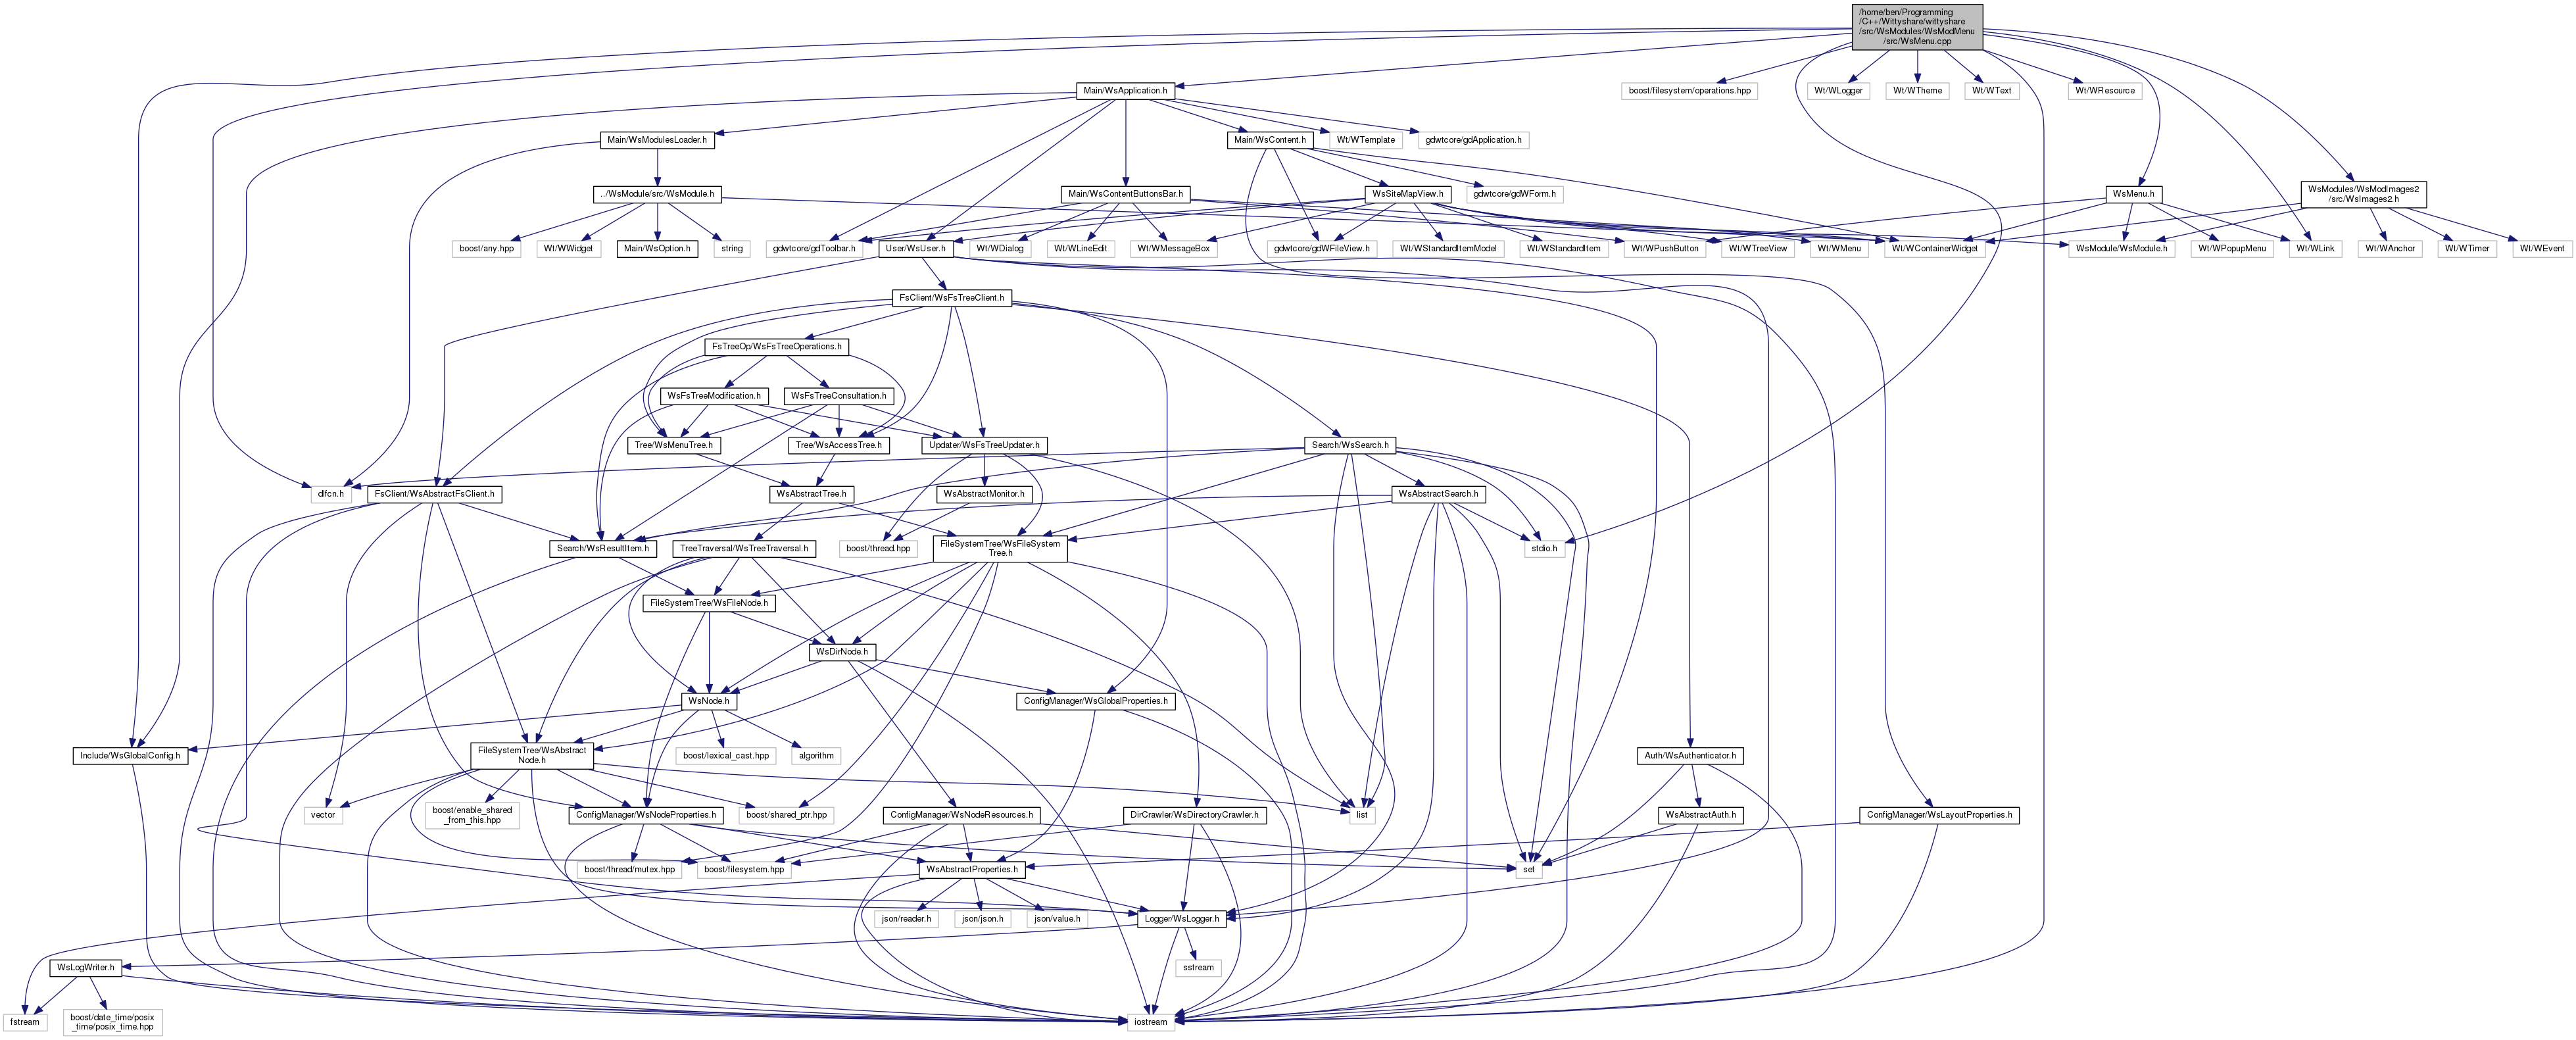 /home/ben/Programming
/C++/Wittyshare/wittyshare
/src/WsModules/WsModMenu
/src/WsMenu.cpp
Main/WsApplication.h
boost/filesystem/operations.hpp
Wt/WLogger
Wt/WTheme
Wt/WText
Wt/WResource
Main/WsModulesLoader.h
Main/WsContent.h
Wt/WTemplate
gdwtcore/gdApplication.h
../WsModule/src/WsModule.h
Main/WsContentButtonsBar.h
WsSiteMapView.h
gdwtcore/gdWForm.h
WsMenu.h
WsModules/WsModImages2
/src/WsImages2.h
boost/any.hpp
Wt/WWidget
Main/WsOption.h
string
gdwtcore/gdToolbar.h
User/WsUser.h
Wt/WDialog
Wt/WLineEdit
Wt/WMessageBox
gdwtcore/gdWFileView.h
Wt/WStandardItemModel
Wt/WStandardItem
Wt/WPushButton
Wt/WTreeView
Wt/WMenu
Wt/WContainerWidget
WsModule/WsModule.h
Wt/WPopupMenu
Wt/WLink
Wt/WAnchor
Wt/WTimer
Wt/WEvent
FsClient/WsFsTreeClient.h
FsTreeOp/WsFsTreeOperations.h
WsFsTreeModification.h
WsFsTreeConsultation.h
Tree/WsMenuTree.h
Tree/WsAccessTree.h
Updater/WsFsTreeUpdater.h
Search/WsSearch.h
dlfcn.h
FsClient/WsAbstractFsClient.h
WsAbstractTree.h
WsAbstractMonitor.h
WsAbstractSearch.h
Search/WsResultItem.h
TreeTraversal/WsTreeTraversal.h
boost/thread.hpp
FileSystemTree/WsFileSystem
Tree.h
stdio.h
FileSystemTree/WsFileNode.h
WsDirNode.h
WsNode.h
ConfigManager/WsGlobalProperties.h
Include/WsGlobalConfig.h
FileSystemTree/WsAbstract
Node.h
boost/lexical_cast.hpp
algorithm
Auth/WsAuthenticator.h
vector
boost/enable_shared
_from_this.hpp
ConfigManager/WsNodeProperties.h
boost/shared_ptr.hpp
ConfigManager/WsNodeResources.h
DirCrawler/WsDirectoryCrawler.h
list
WsAbstractAuth.h
ConfigManager/WsLayoutProperties.h
boost/thread/mutex.hpp
boost/filesystem.hpp
WsAbstractProperties.h
set
json/reader.h
json/json.h
json/value.h
Logger/WsLogger.h
WsLogWriter.h
sstream
fstream
boost/date_time/posix
_time/posix_time.hpp
iostream